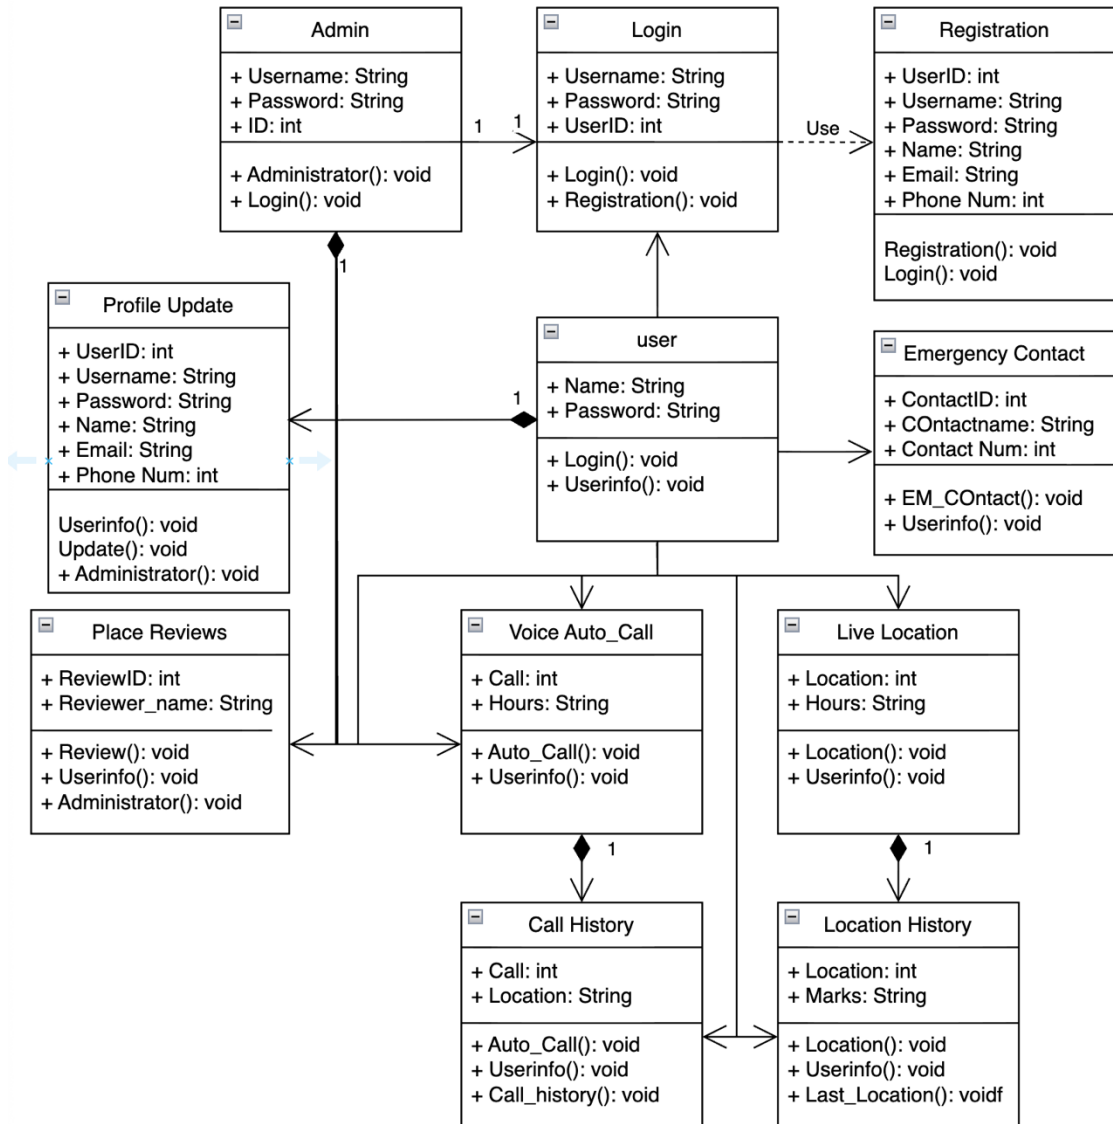 Admin
+ Username: String
+ Password: String
+ ID: int
+ Administrator(): void
+ Login(): void
1
1
Login
+ Username: String
+ Password: String
+ UserID: int
+ Login(): void
+ Registration(): void
Use
Registration
+ UserID: int
+ Username: String
+ Password: String
+ Name: String
+ Email: String
+ Phone Num: int
Registration(): void
Login(): void
1
Profile Update
+ UserID: int
+ Username: String
+ Password: String
+ Name: String
+ Email: String
+ Phone Num: int
Userinfo(): void
Update(): void
+ Administrator(): void
1
user
+ Name: String
+ Password: String
+ Login(): void
+ Userinfo(): void
Emergency Contact
+ ContactID: int
+ COntactname: String
+ Contact Num: int
+ EM_COntact(): void
+ Userinfo(): void
Place Reviews
+ ReviewID: int
+ Reviewer_name: String
+ Review(): void
+ Userinfo(): void
+ Administrator(): void
Voice Auto_Call
+ Call: int
+ Hours: String
+ Auto_Call(): void
+ Userinfo(): void
1
Live Location
+ Location: int
+ Hours: String
+ Location(): void
+ Userinfo(): void
1
Call History
+ Call: int
+ Location: String
+ Auto_Call(): void
+ Userinfo(): void
+ Call_history(): void
Location History
+ Location: int
+ Marks: String
+ Location(): void
+ Userinfo(): void
+ Last_Location(): voidf